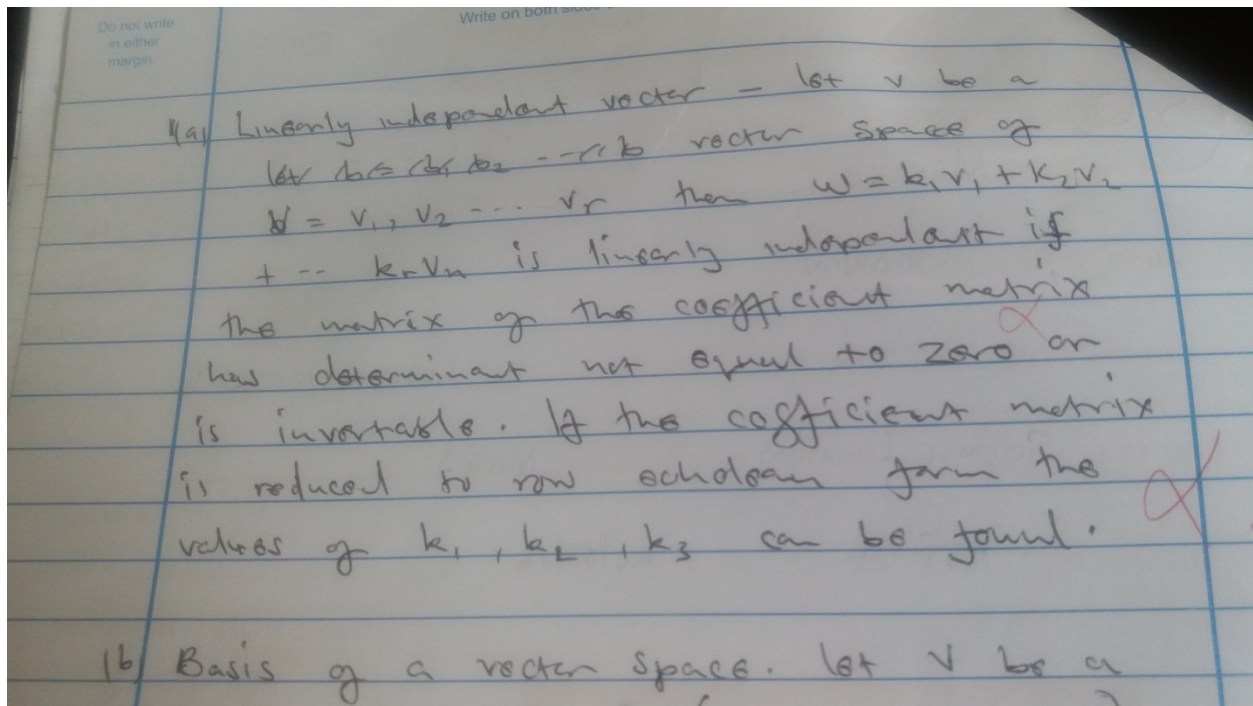 Do not write
in either
margin.
Write on both sides
1(a) Linearly independent vector - let v be a
vector space of
V = v₁, v₂ --- vᵣ then w = k₁v₁ + k₂v₂
+ -- kᵣvₙ is linearly independent if
the matrix of the coefficient matrix
has determinant not equal to zero or
is invertable. If the cofficient matrix
is reduced to row echolean form the
values of k₁, k₂, k₃ can be found.
1b) Basis of a vector space. let V be a